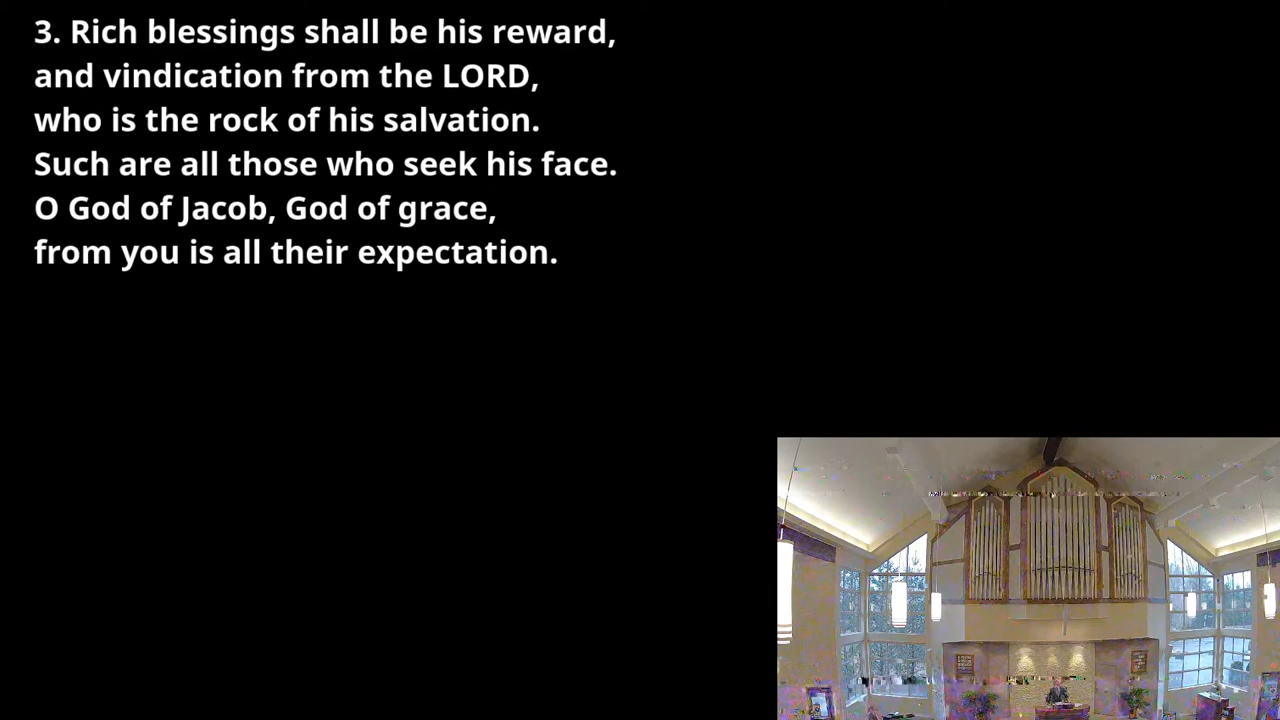 3. Rich blessings shall be his reward,
and vindication from the LORD,
who is the rock of his salvation.
Such are all those who seek his face.
O God of Jacob, God of grace,
from you is all their expectation.